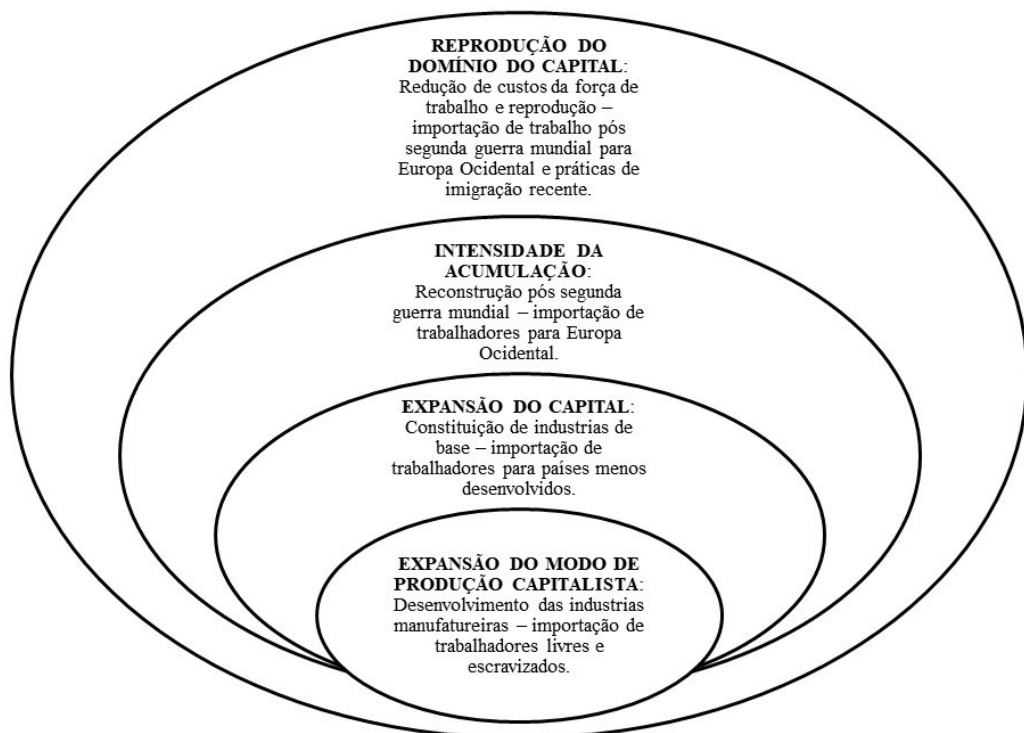 REPRODUÇÃO DO
DOMÍNIO DO CAPITAL:
Redução de custos da força de
trabalho e reprodução –
importação de trabalho pós
segunda guerra mundial para
Europa Ocidental e práticas de
imigração recente.
INTENSIDADE DA
ACUMULAÇÃO:
Reconstrução pós segunda
guerra mundial – importação de
trabalhadores para Europa
Ocidental.
EXPANSÃO DO CAPITAL:
Constituição de industrias de
base – importação de
trabalhadores para países menos
desenvolvidos.
EXPANSÃO DO MODO DE
PRODUÇÃO CAPITALISTA:
Desenvolvimento das industrias
manufatureiras – importação de
trabalhadores livres e
escravizados.